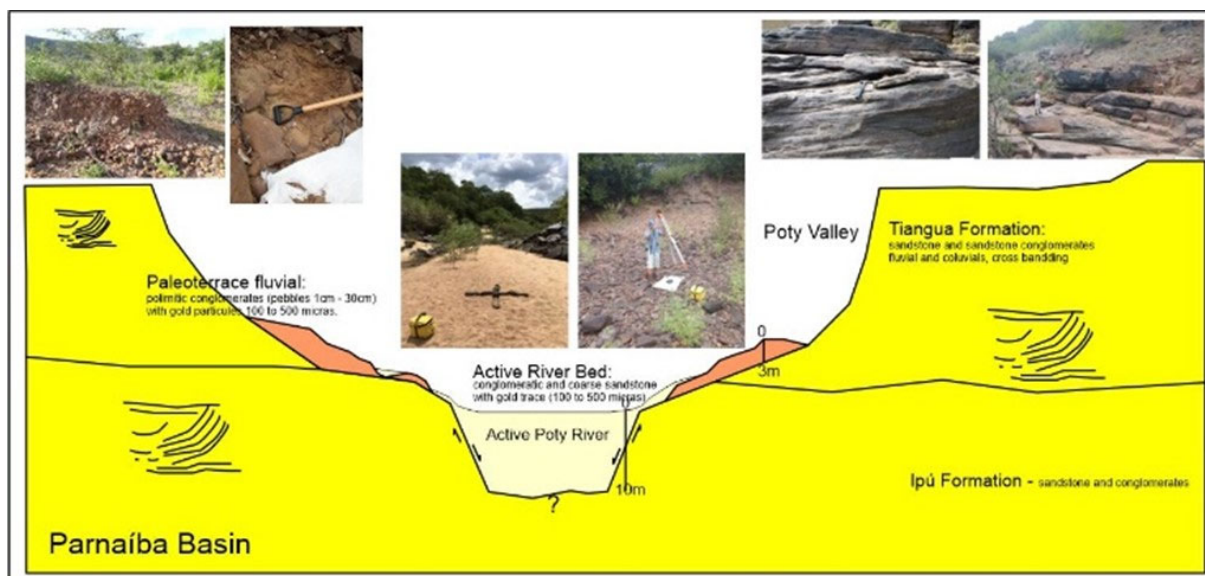 Poty Valley
Tiangua Formation:
sandstone and sandstone conglomerates
fluvial and coluvials, cross bandding
Paleoterrace fluvial:
polimitic conglomerates (pebbles 1cm - 30cm)
with gold particules 100 to 500 micras.
0
3m
Active River Bed:
conglomeratic and coarse sandstone
with gold trace (100 to 500 micras)
0
Active Poty River
10m
?
Ipú Formation - sandstone and conglomerates
Parnaíba Basin